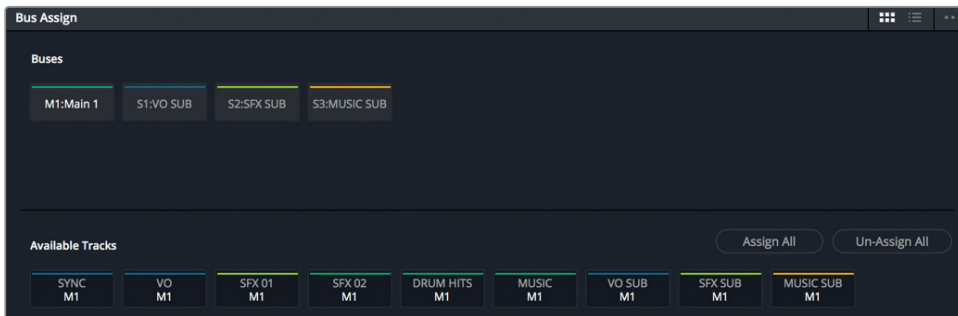 Bus Assign
Buses
M1:Main 1 S1:VO SUB S2:SFX SUB S3:MUSIC SUB
Available Tracks Assign All Un-Assign All
SYNC VO SFX 01 SFX 02 DRUM HITS MUSIC VO SUB SFX SUB MUSIC SUB
M1 M1 M1 M1 M1 M1 M1 M1 M1